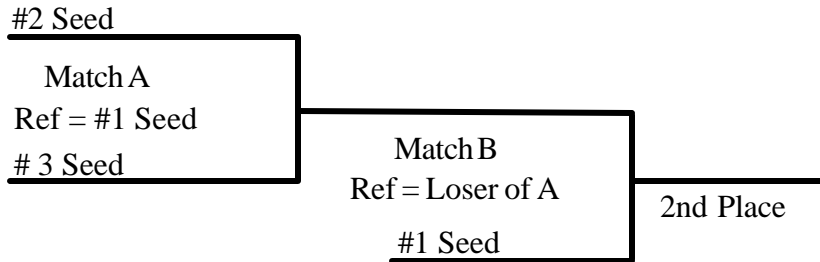 #2 Seed
Match A
Ref = #1 Seed
# 3 Seed
Match B
Ref = Loser of A
#1 Seed
2nd Place